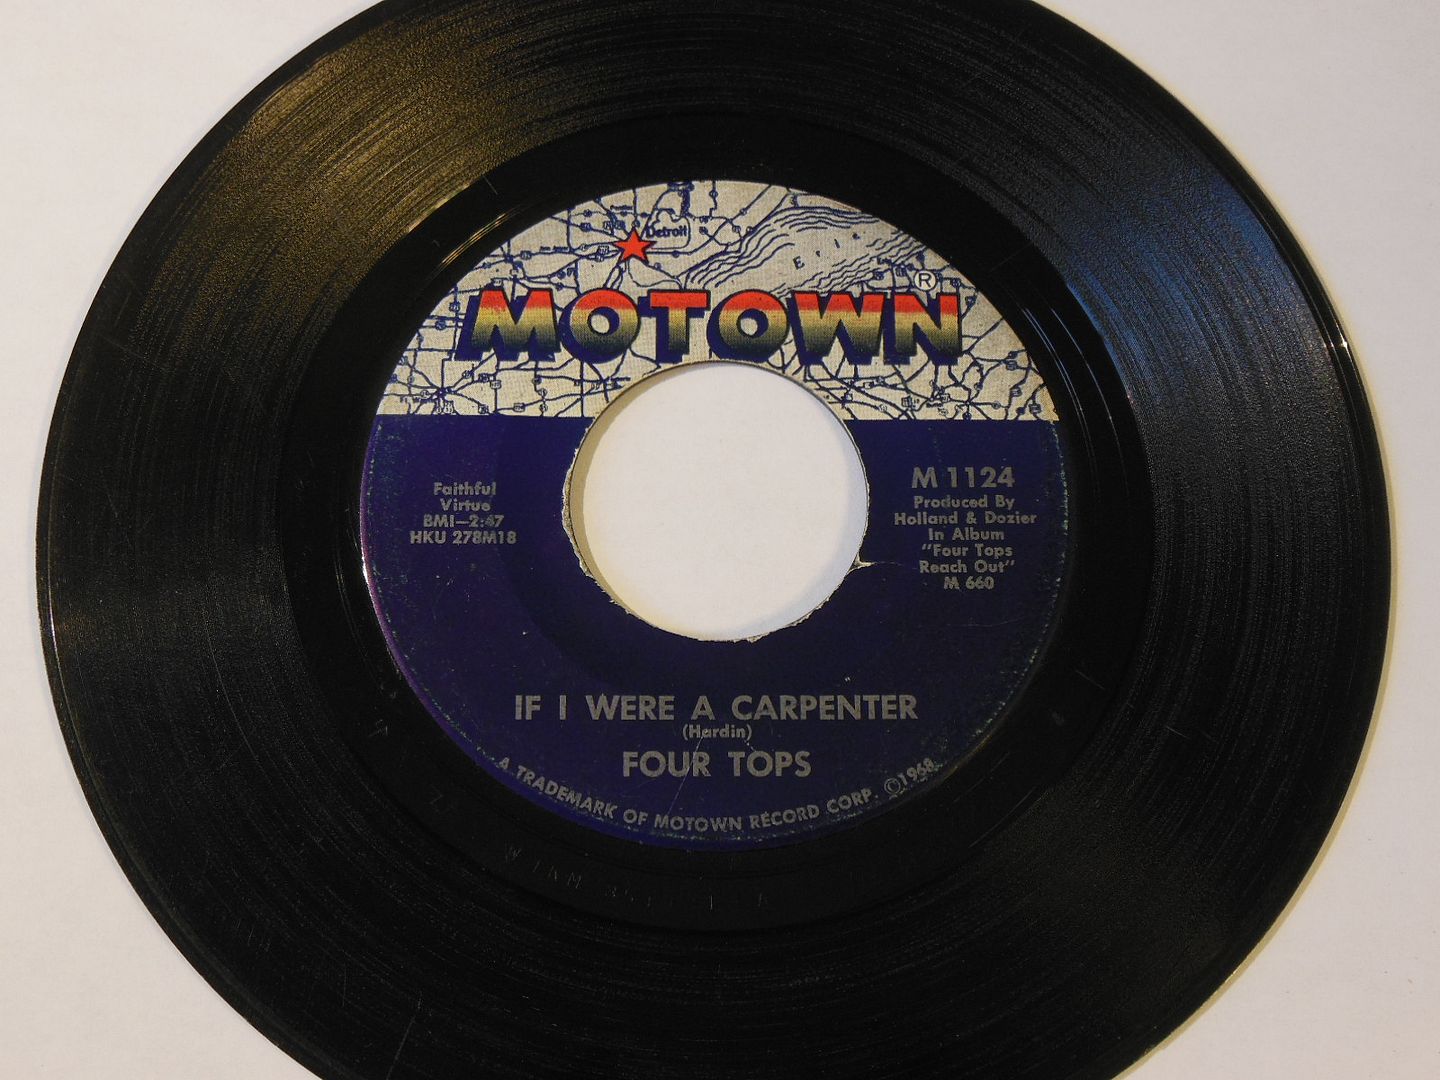 Detroit
Erie
MOTOWN®
Faithful
Virtue
BMI—2:47
HKU 278M18
M 1124
Produced By
Holland & Dozier
In Album
"Four Tops
Reach Out"
M 660
IF I WERE A CARPENTER
(Hardin)
FOUR TOPS
A TRADEMARK OF MOTOWN RECORD CORP. ©1968